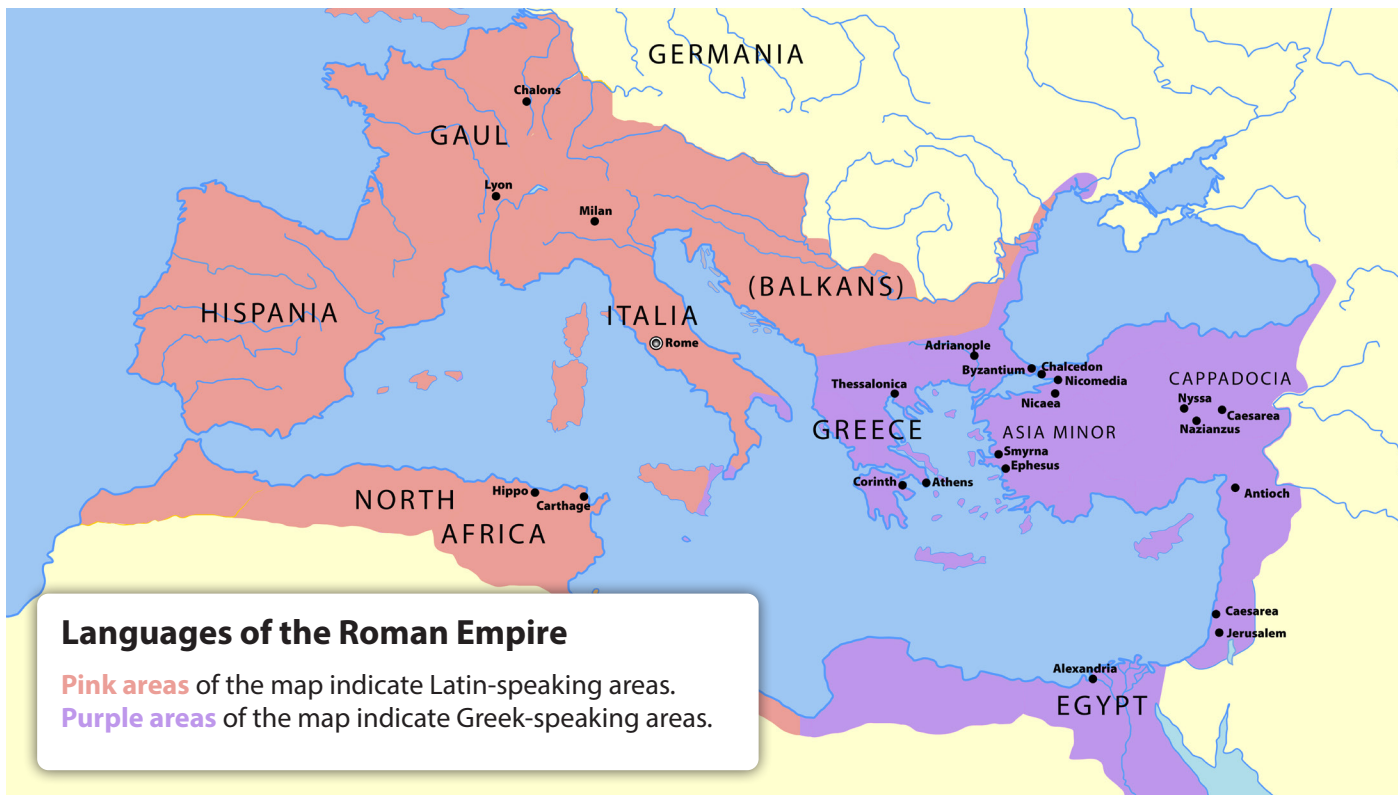 GERMANIA
Chalons
GAUL
Lyon
Milan
(BALKANS)
HISPANIA
ITALIA
Rome
Adrianople
Byzantium
Chalcedon
Nicomedia
CAPPADOCIA
Thessalonica
Nicaea
Nyssa
Caesarea
Nazianzus
GREECE
ASIA MINOR
Smyrna
Ephesus
Corinth
Athens
Antioch
NORTH
AFRICA
Hippo
Carthage
Caesarea
Jerusalem
Alexandria
EGYPT
Languages of the Roman Empire
Pink areas of the map indicate Latin-speaking areas.
Purple areas of the map indicate Greek-speaking areas.